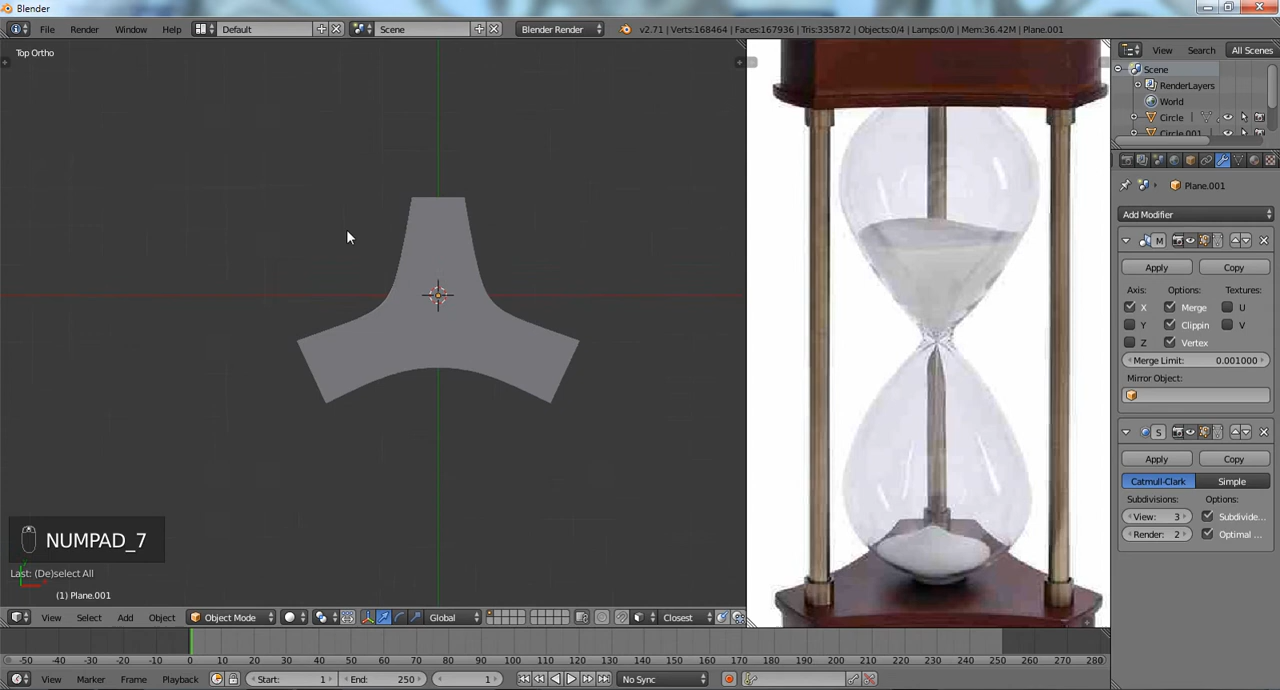 Blender
File Render Window Help Default Scene Blender Render v2.71 | Verts:168464 | Faces:167936 | Tris:335872 | Objects:0/4 | Lamps:0/0 | Mem:36.42M | Plane.001
Top Ortho
View Search All Scenes
Scene
RenderLayers
World
Circle
Circle.001
Plane.001
Add Modifier
M
Apply Copy
Axis: Options: Textures:
X Merge U
Y Clippin V
Z Vertex
Merge Limit: 0.001000
Mirror Object:
S
Apply Copy
Catmull-Clark Simple
Subdivisions: Options:
View: 3 Subdivide...
Render: 2 Optimal ...
NUMPAD_7
Last: (De)select All
(1) Plane.001
View Select Add Object Object Mode Global Closest
-50 -40 -30 -20 -10 0 10 20 30 40 50 60 70 80 90 100 110 120 130 140 150 160 170 180 190 200 210 220 230 240 250 260 270 280
View Marker Frame Playback Start: 1 End: 250 1 No Sync